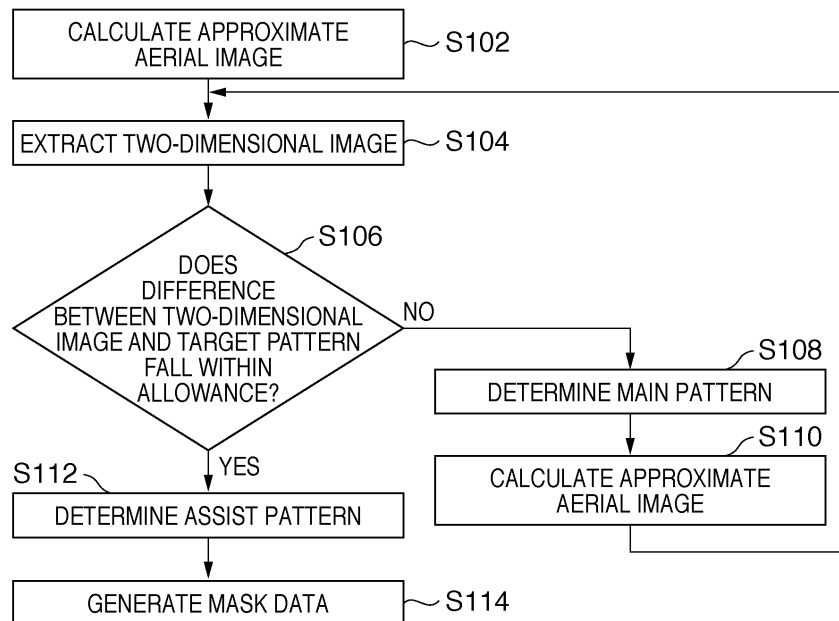 CALCULATE APPROXIMATE
AERIAL IMAGE
S102
EXTRACT TWO-DIMENSIONAL IMAGE
S104
S106
DOES
DIFFERENCE
BETWEEN TWO-DIMENSIONAL
IMAGE AND TARGET PATTERN
FALL WITHIN
ALLOWANCE?
NO
S108
DETERMINE MAIN PATTERN
S110
CALCULATE APPROXIMATE
AERIAL IMAGE
YES
S112
DETERMINE ASSIST PATTERN
GENERATE MASK DATA
S114